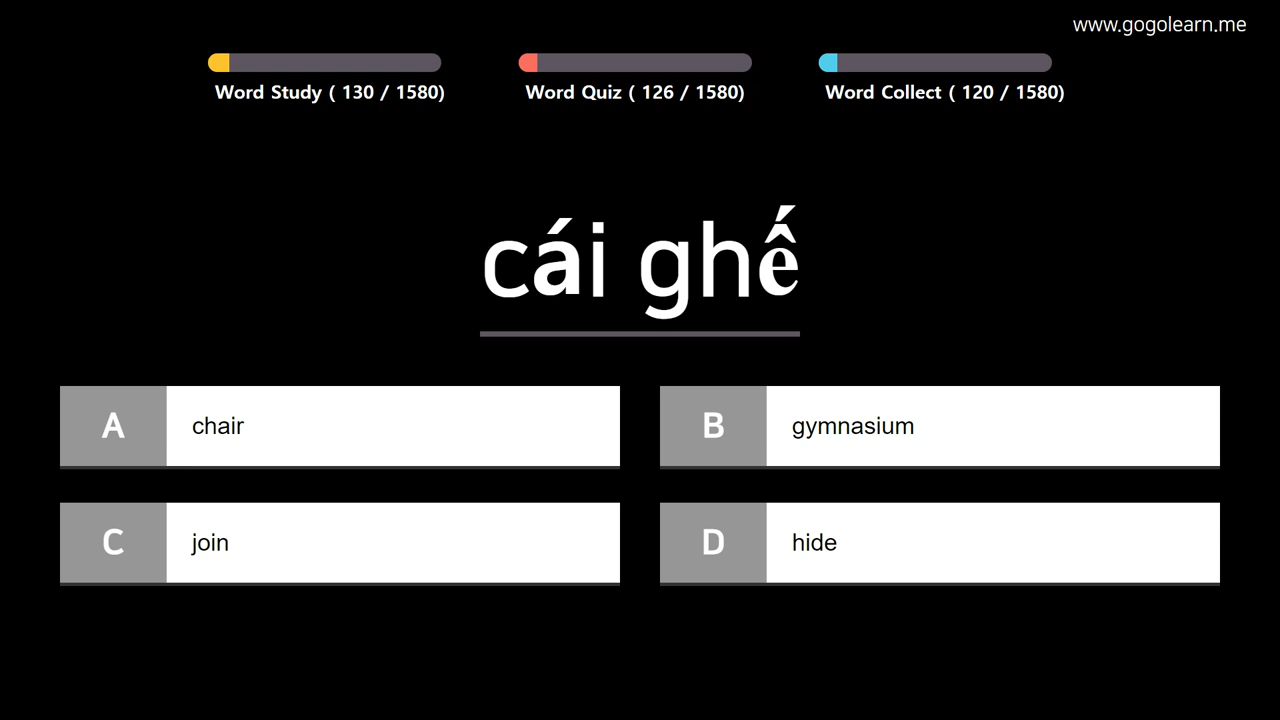 www.gogolearn.me
Word Study ( 130 / 1580)
Word Quiz ( 126 / 1580)
Word Collect ( 120 / 1580)
cái ghế
A chair
B gymnasium
C join
D hide